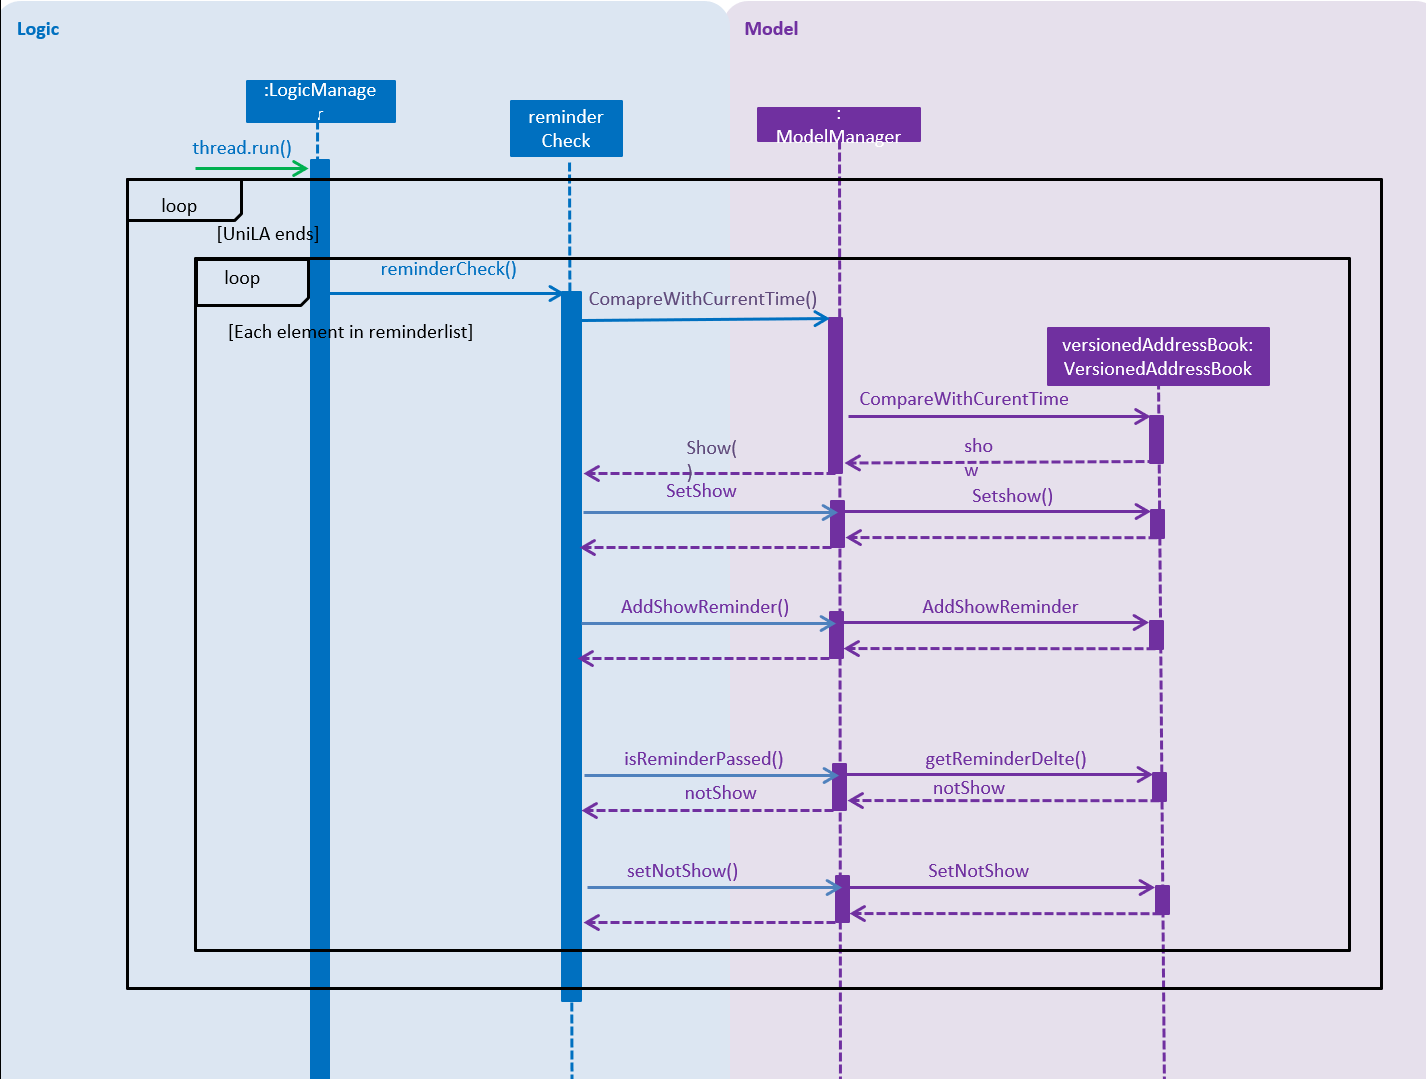 Logic
Model
:LogicManage
r
reminder
Check
:
ModelManager
thread.run()
loop
[UniLA ends]
loop
reminderCheck()
ComapreWithCurrentTime()
[Each element in reminderlist]
versionedAddressBook:
VersionedAddressBook
CompareWithCurentTime
Show(
)
sho
w
SetShow
Setshow()
AddShowReminder()
AddShowReminder
isReminderPassed()
getReminderDelte()
notShow
notShow
setNotShow()
SetNotShow